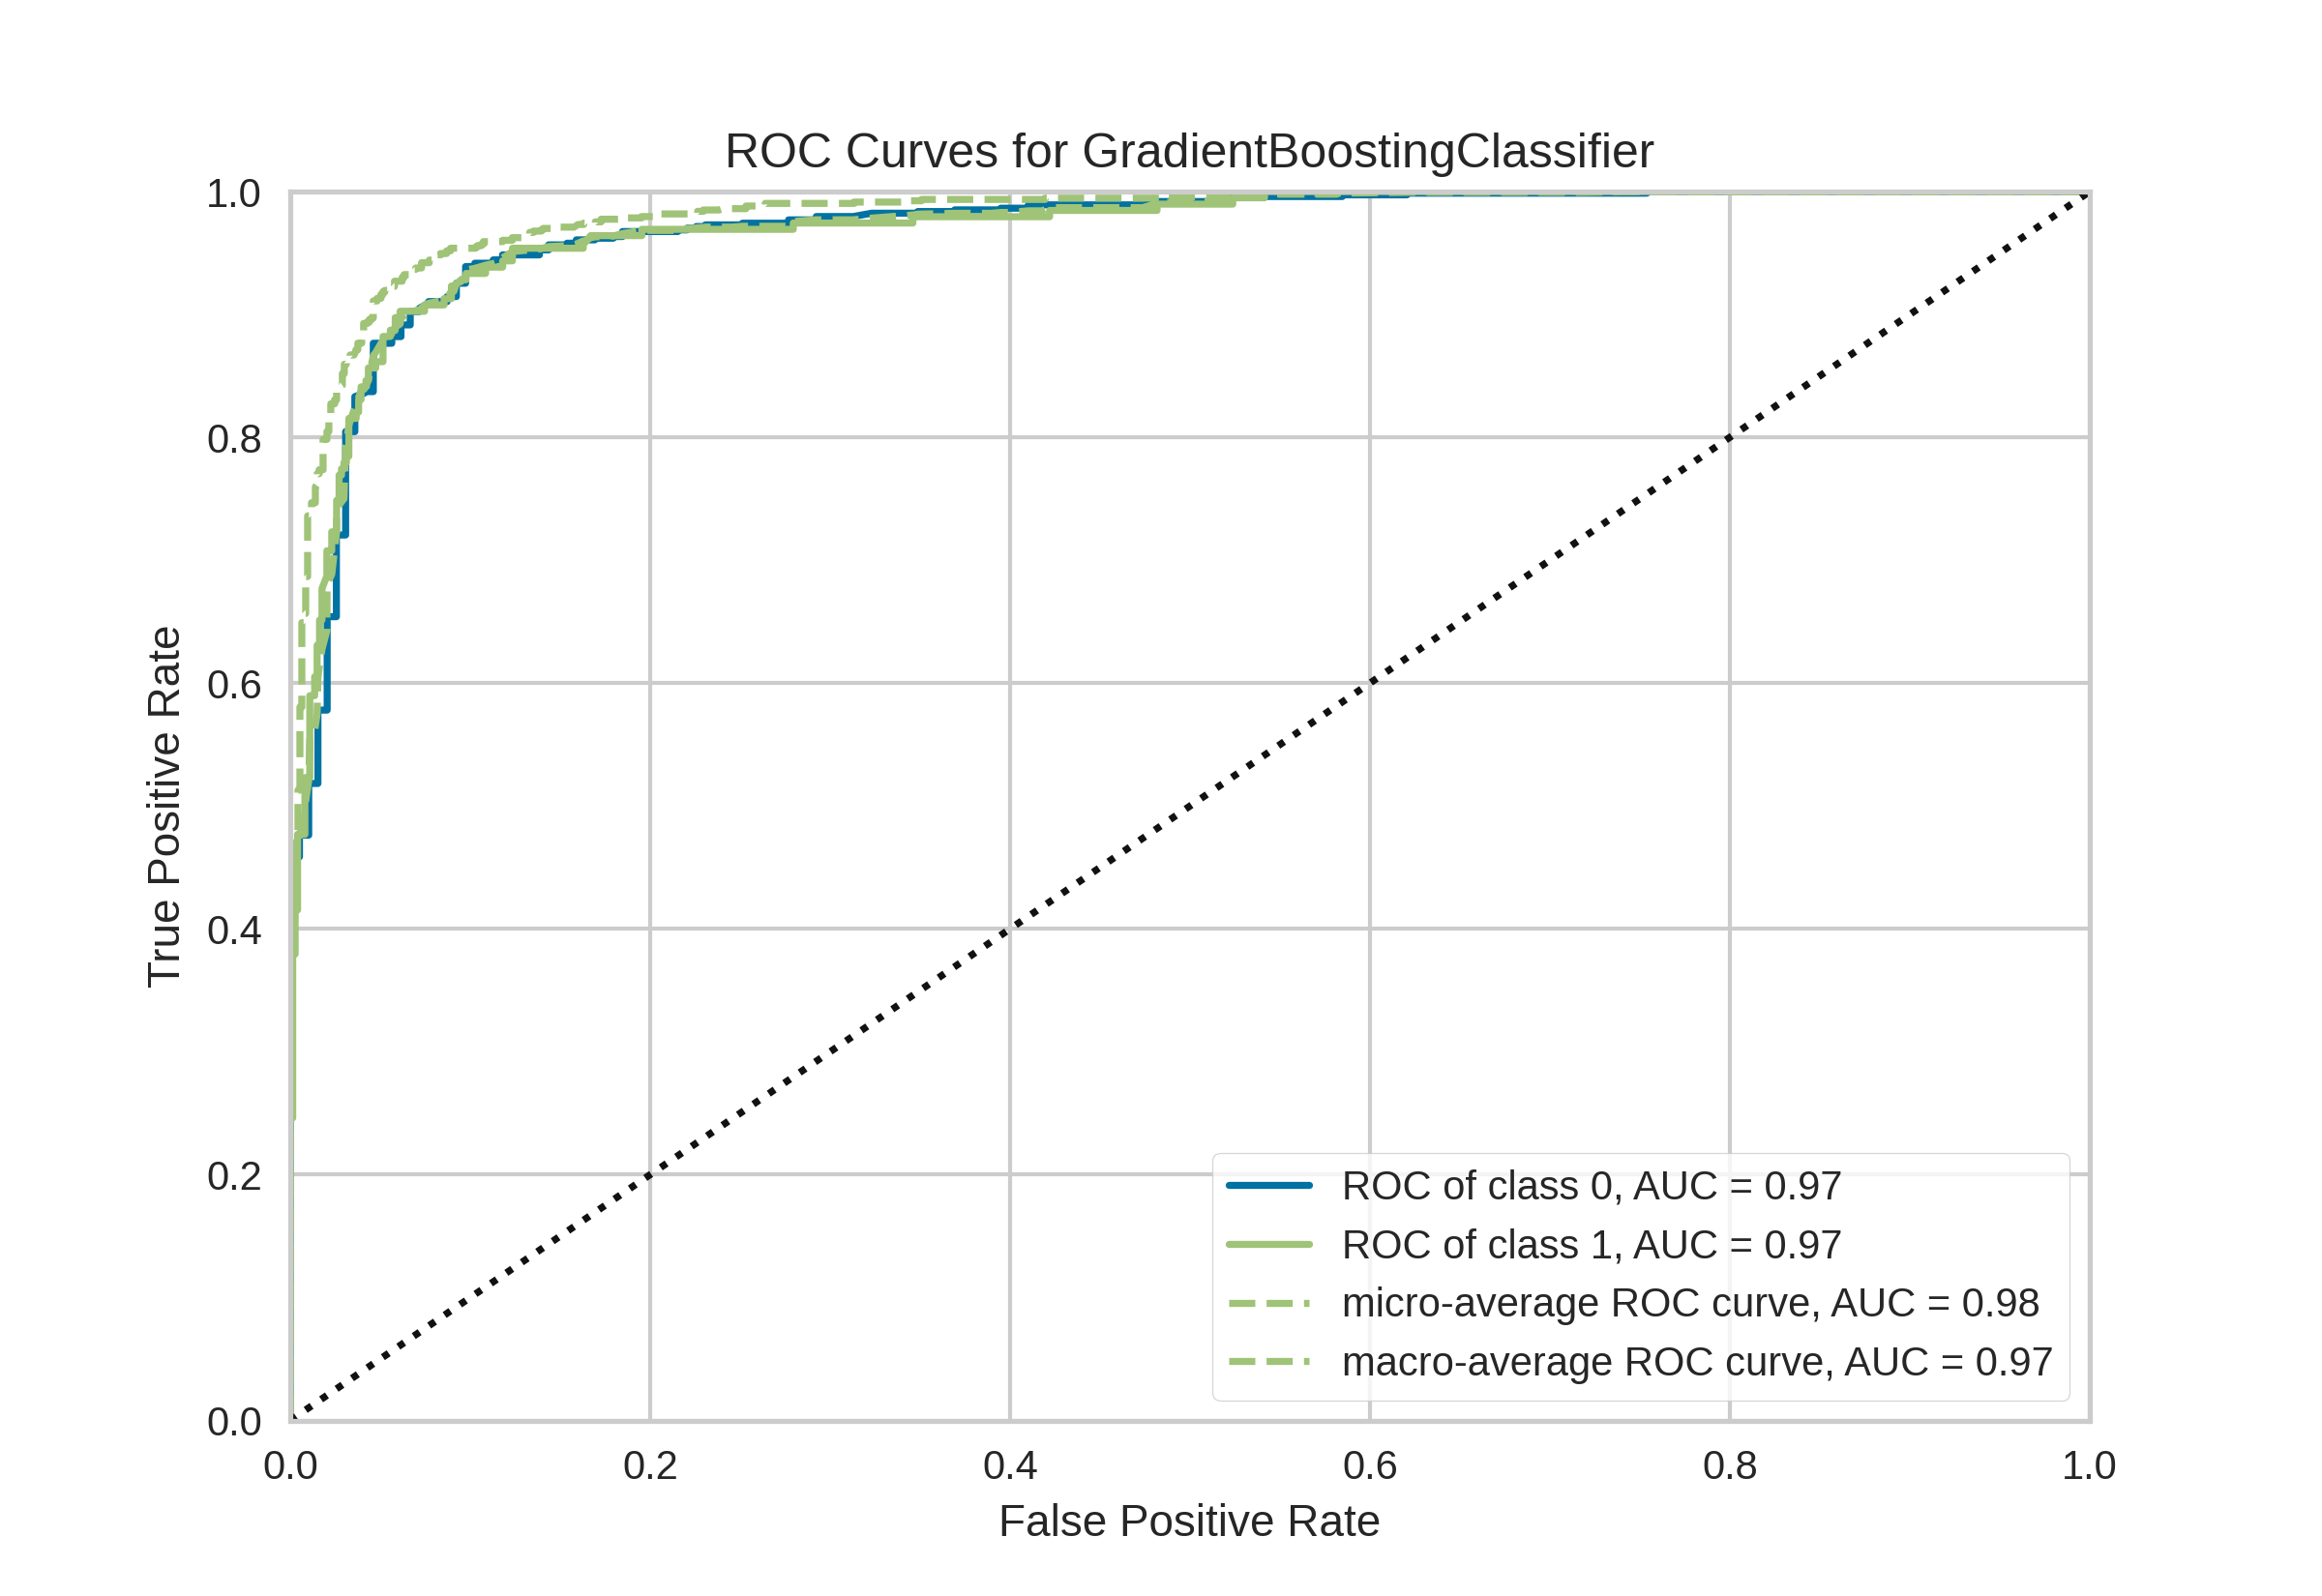 ROC Curves for GradientBoostingClassifier
1.0
0.8
0.6
0.4
0.2
0.0
True Positive Rate
0.0 0.2 0.4 0.6 0.8 1.0
False Positive Rate
ROC of class 0, AUC = 0.97
ROC of class 1, AUC = 0.97
micro-average ROC curve, AUC = 0.98
macro-average ROC curve, AUC = 0.97